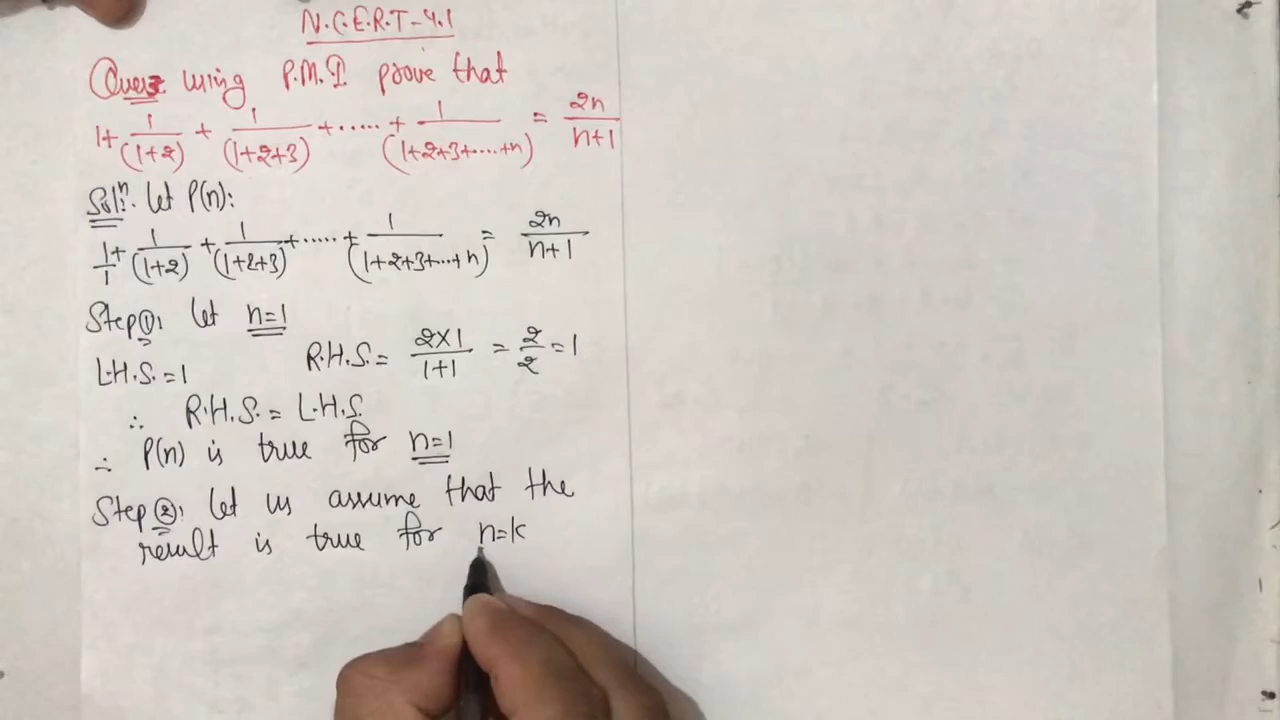 N.C.E.R.T-4.1
Ques3 using P.M.I. prove that
1+ 1/(1+2) + 1/(1+2+3) +.....+ 1/(1+2+3+....+n) = 2n/n+1
Solⁿ. let P(n):
1/1 + 1/(1+2) + 1/(1+2+3) +.....+ 1/(1+2+3+...+n) = 2n/n+1
Step①: let n=1
L.H.S.=1 R.H.S.= 2×1/1+1 = 2/2 =1
∴ R.H.S.= L.H.S.
∴ P(n) is true for n=1
Step②: let us assume that the
result is true for n=k